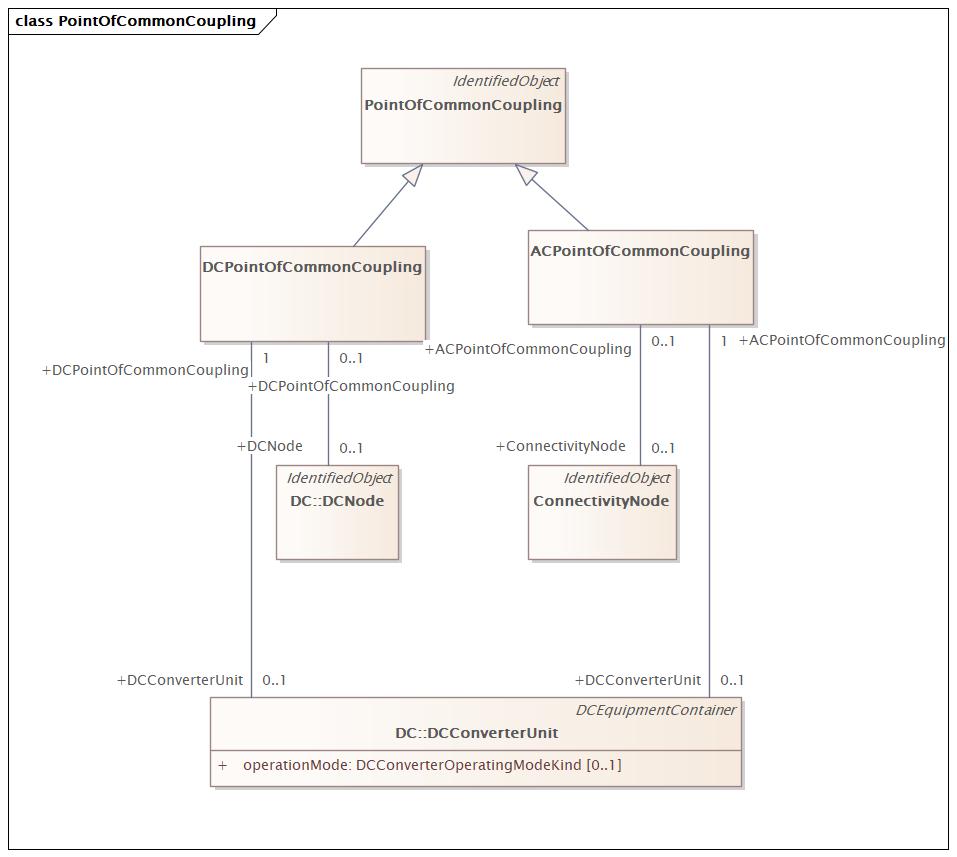 class PointOfCommonCoupling
IdentifiedObject
PointOfCommonCoupling
DCPointOfCommonCoupling
ACPointOfCommonCoupling
1
0..1
+ACPointOfCommonCoupling
0..1
1
+ACPointOfCommonCoupling
+DCPointOfCommonCoupling
+DCPointOfCommonCoupling
+DCNode
0..1
+ConnectivityNode
0..1
IdentifiedObject
DC::DCNode
IdentifiedObject
ConnectivityNode
+DCConverterUnit
0..1
+DCConverterUnit
0..1
DCEquipmentContainer
DC::DCConverterUnit
+ operationMode: DCConverterOperatingModeKind [0..1]